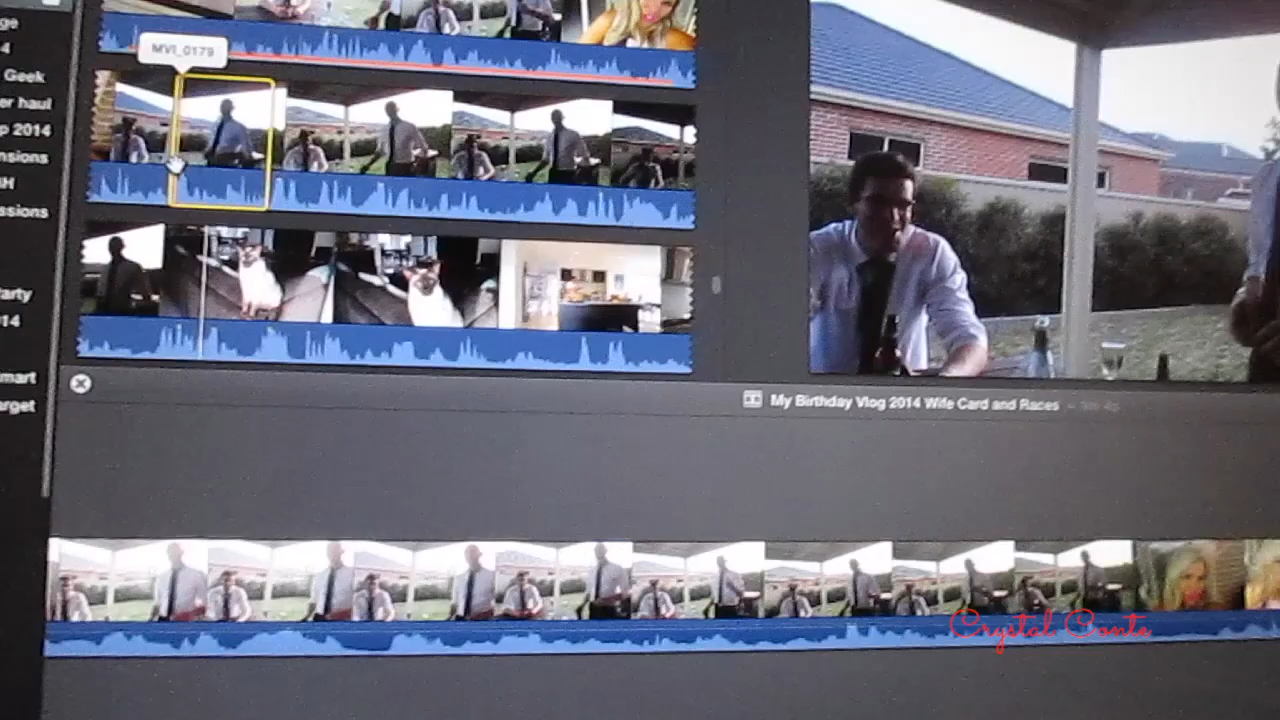 ge
4
MVI_0179
Geek
er haul
p 2014
nsions
IH
ssions
arty
14
mart
arget
My Birthday Vlog 2014 Wife Card and Races
Crystal Conte